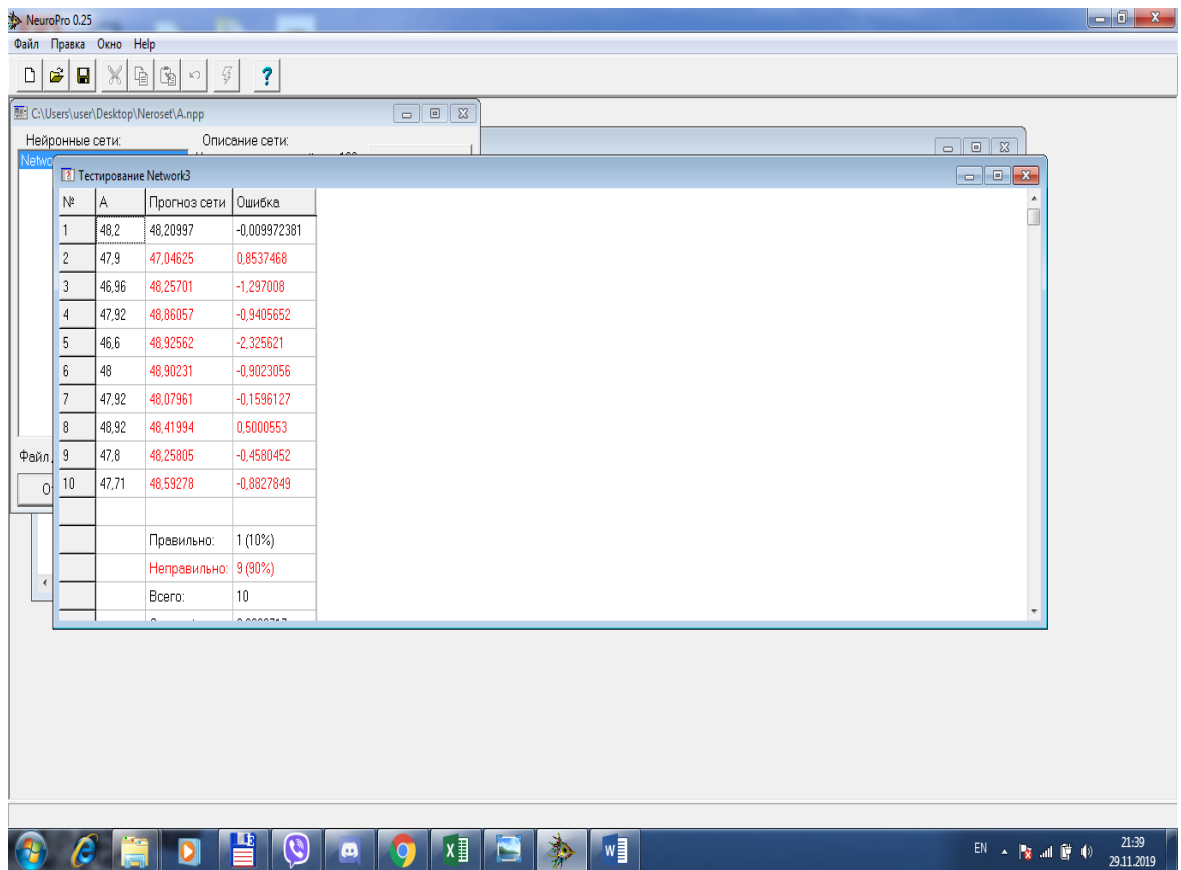 NeuroPro 0.25
Файл Правка Окно Help
C:\Users\user\Desktop\Neroset\A.npp
Нейронные сети: Описание сети:
Тестирование Network3
№ A Прогноз сети Ошибка
1 48,2 48,20997 -0,009972381
2 47,9 47,04625 0,8537468
3 46,96 48,25701 -1,297008
4 47,92 48,86057 -0,9405652
5 46,6 48,92562 -2,325621
6 48 48,90231 -0,9023056
7 47,92 48,07961 -0,1596127
8 48,92 48,41994 0,5000553
Файл
9 47,8 48,25805 -0,4580452
10 47,71 48,59278 -0,8827849
Правильно: 1 (10%)
Неправильно: 9 (90%)
Всего: 10
EN
21:39
29.11.2019